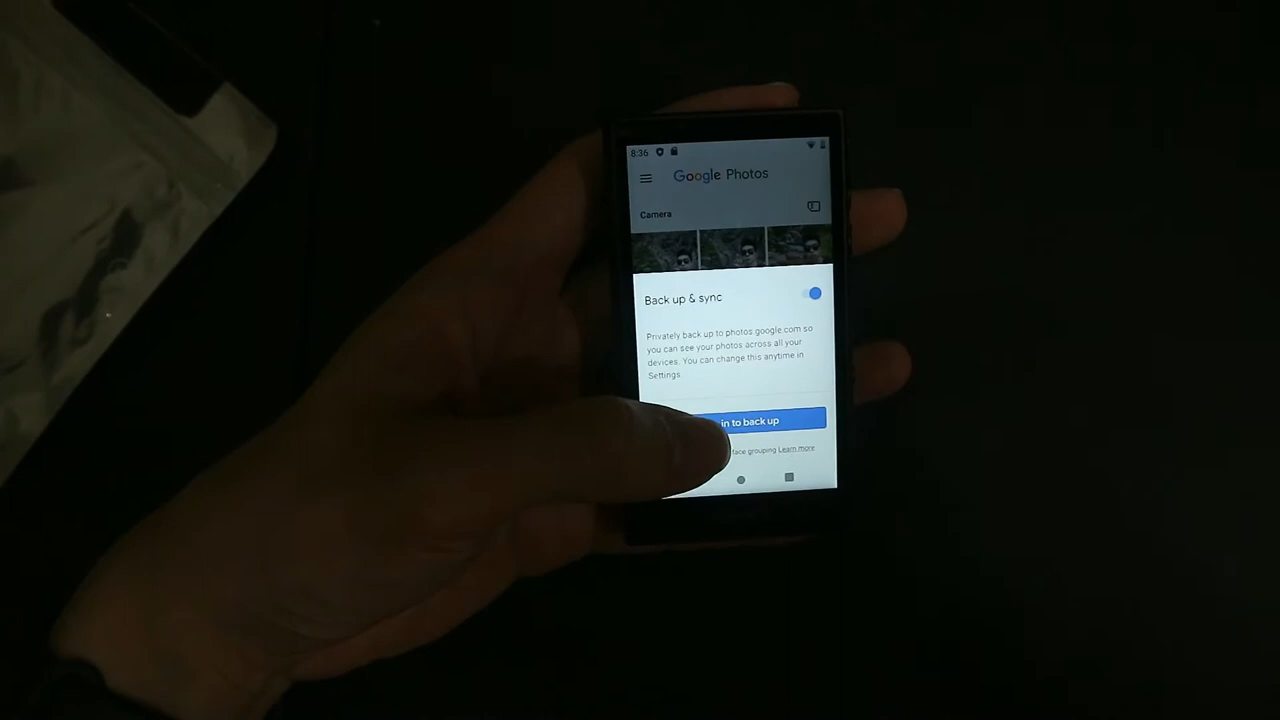 8:36
Google Photos
Camera
Back up & sync
Privately back up to photos.google.com so
you can see your photos across all your
devices. You can change this anytime in
Settings.
in to back up
face grouping Learn more